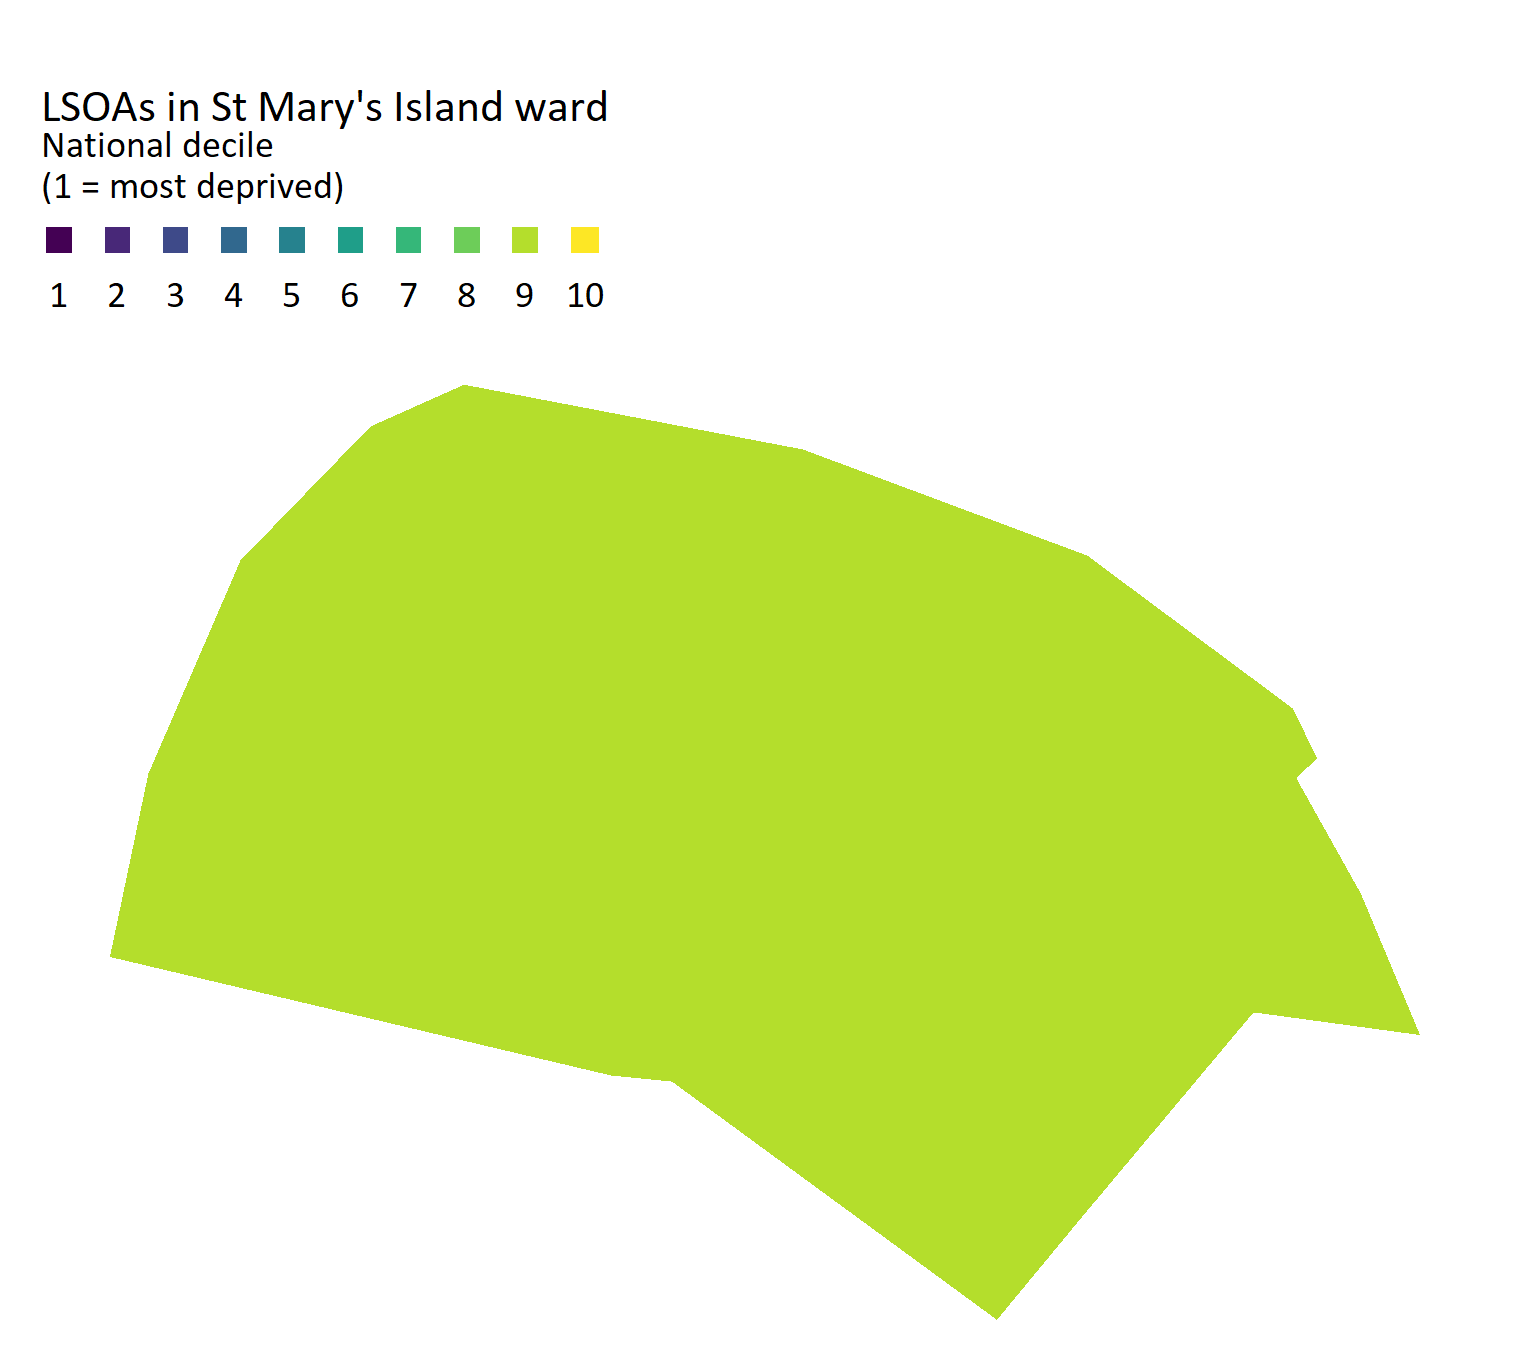 LSOAs in St Mary's Island ward
National decile
(1 = most deprived)
1 2 3 4 5 6 7 8 9 10